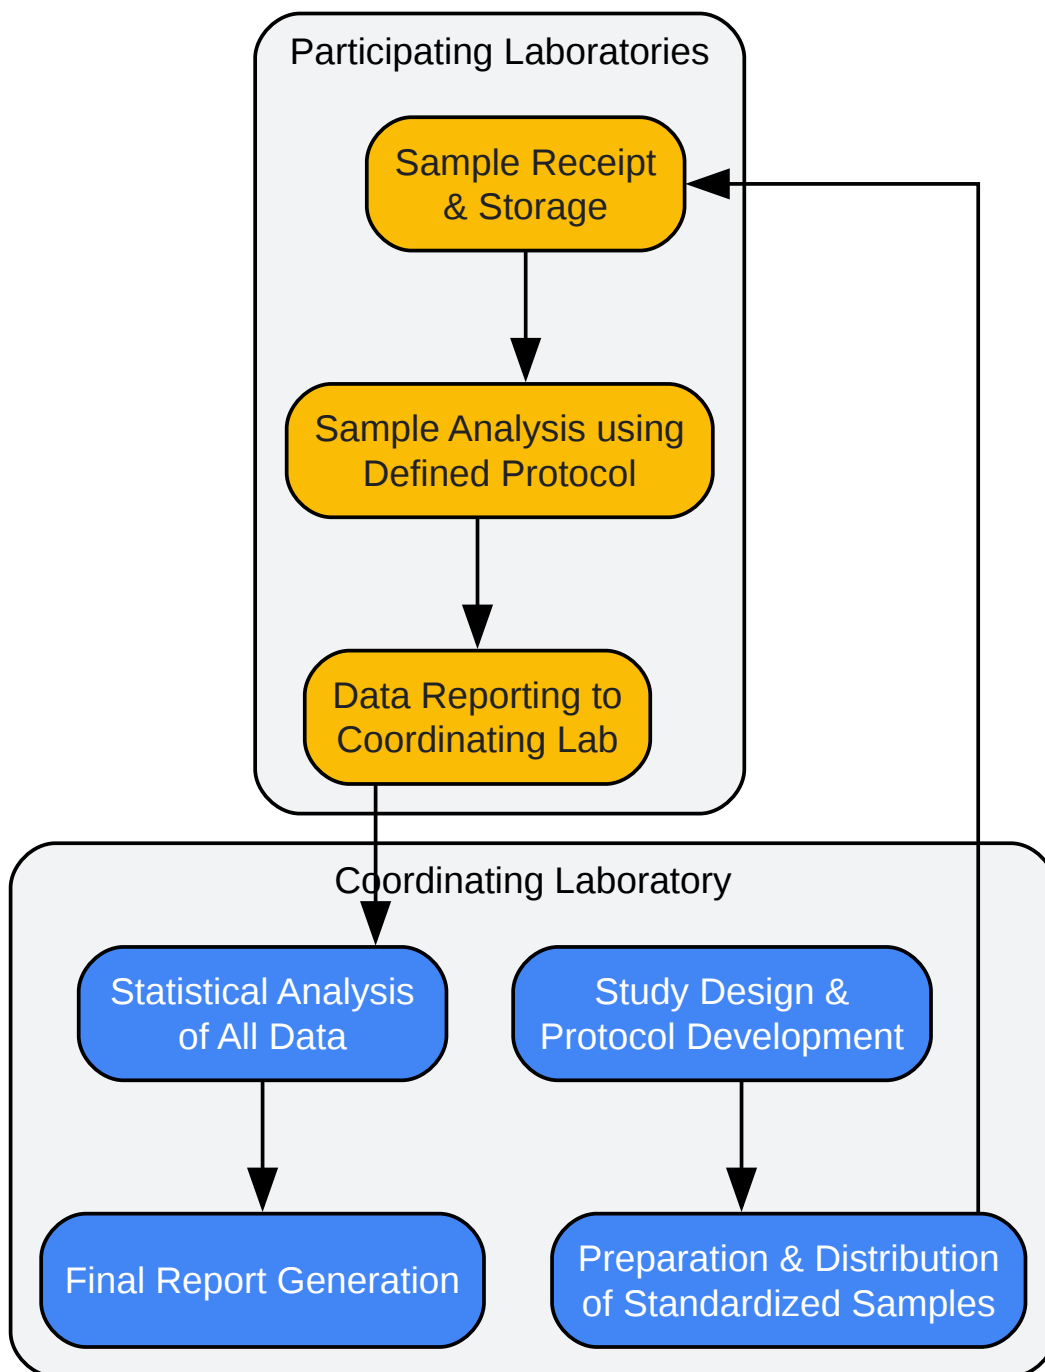 Participating Laboratories
Sample Receipt
& Storage
Sample Analysis using
Defined Protocol
Data Reporting to
Coordinating Lab
Coordinating Laboratory
Statistical Analysis
of All Data
Study Design &
Protocol Development
Final Report Generation
Preparation & Distribution
of Standardized Samples